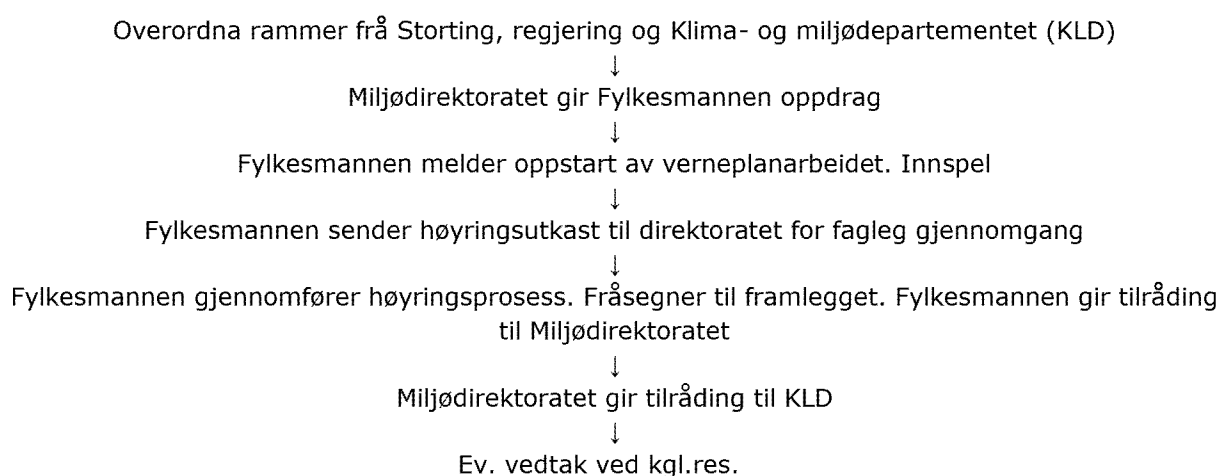 Overordna rammer frå Storting, regjering og Klima- og miljødepartementet (KLD)
↓
Miljødirektoratet gir Fylkesmannen oppdrag
↓
Fylkesmannen melder oppstart av verneplanarbeidet. Innspel
↓
Fylkesmannen sender høyringsutkast til direktoratet for fagleg gjennomgang
↓
Fylkesmannen gjennomfører høyringsprosess. Fråsegner til framlegget. Fylkesmannen gir tilråding
til Miljødirektoratet
↓
Miljødirektoratet gir tilråding til KLD
↓
Ev. vedtak ved kgl.res.